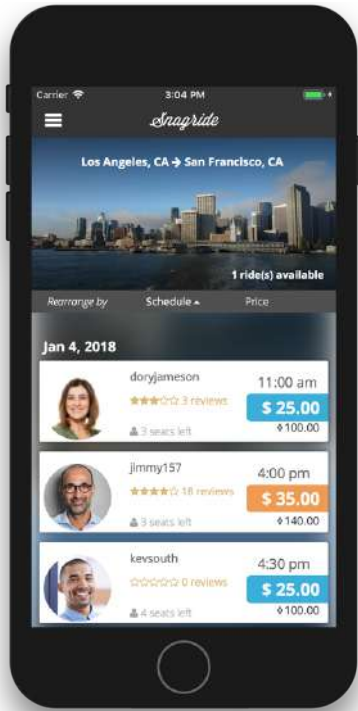 Carrier 3:04 PM
Snagride
Los Angeles, CA → San Francisco, CA
1 ride(s) available
Rearrange by Schedule Price
Jan 4, 2018
doryjameson
11:00 am
3 reviews
$ 25.00
3 seats left
100.00
jimmy157
4:00 pm
18 reviews
$ 35.00
3 seats left
140.00
kevsouth
4:30 pm
0 reviews
$ 25.00
4 seats left
100.00